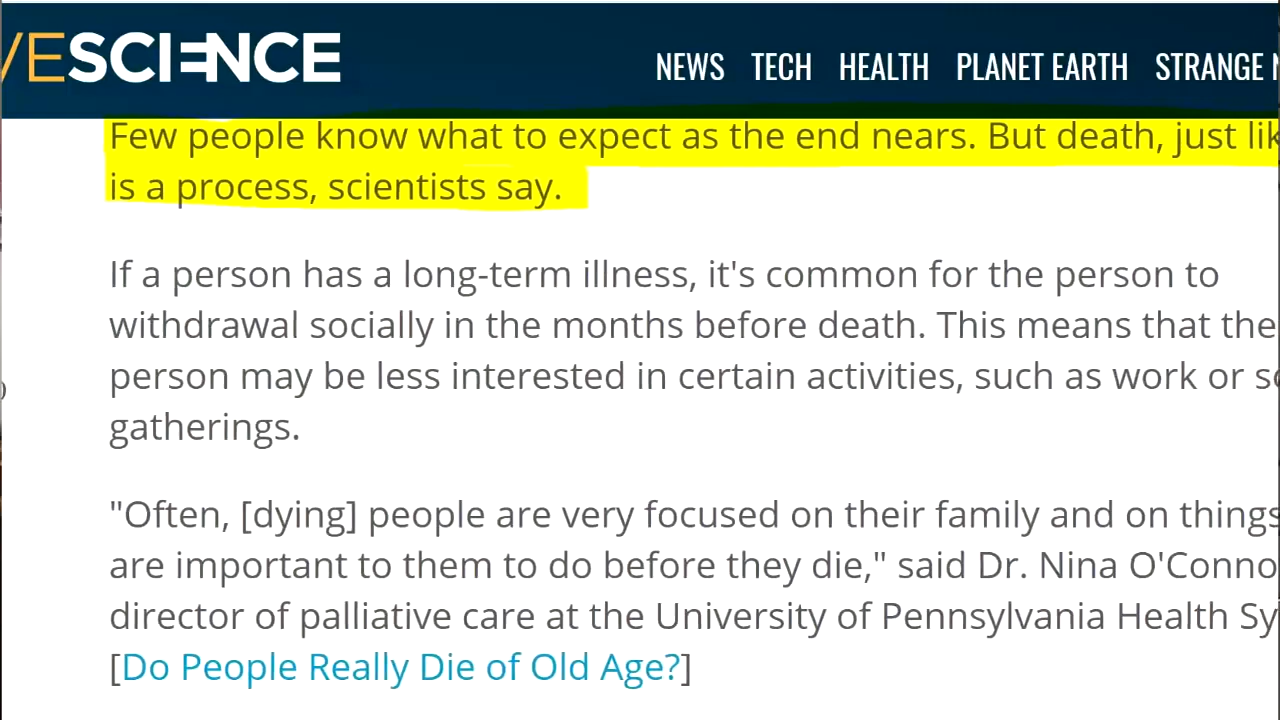 VESCIENCE
NEWS TECH HEALTH PLANET EARTH STRANGE
Few people know what to expect as the end nears. But death, just lik
is a process, scientists say.
If a person has a long-term illness, it's common for the person to
withdrawal socially in the months before death. This means that the
person may be less interested in certain activities, such as work or so
gatherings.
"Often, [dying] people are very focused on their family and on things
are important to them to do before they die," said Dr. Nina O'Conno
director of palliative care at the University of Pennsylvania Health Sy
[Do People Really Die of Old Age?]